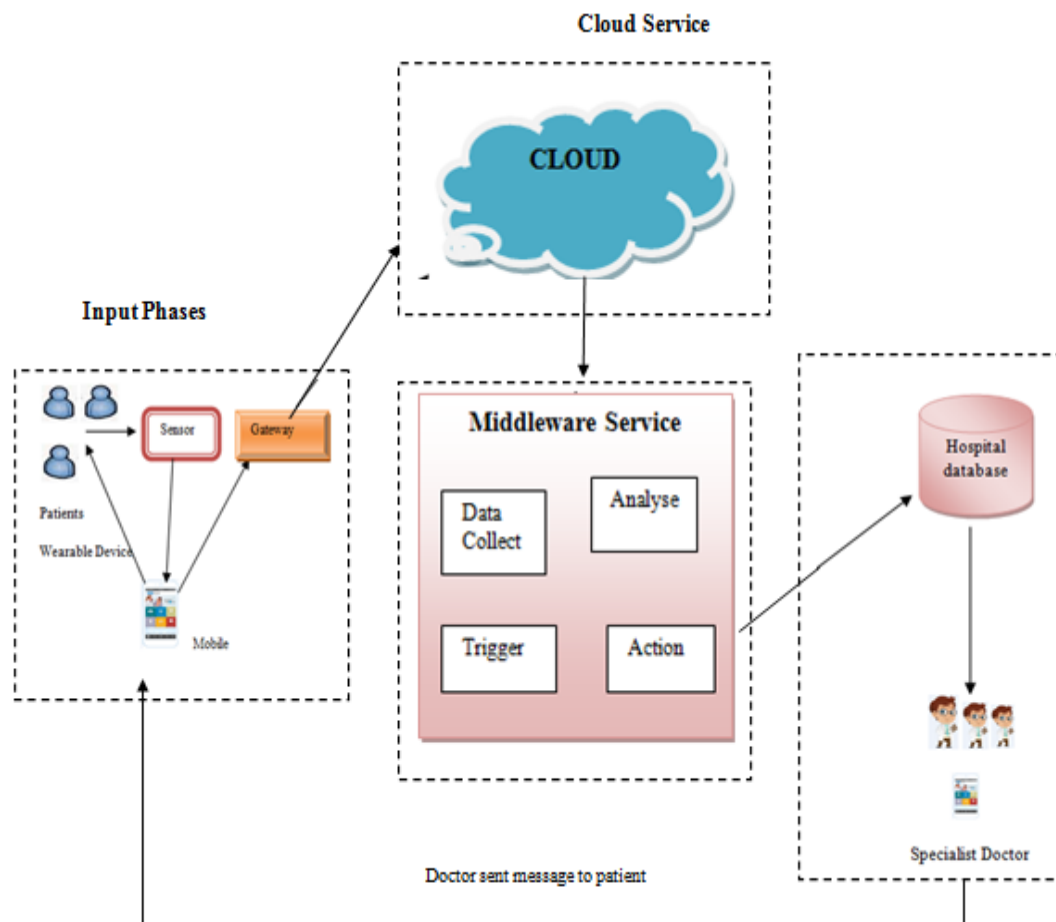 Cloud Service
CLOUD
Input Phases
Sensor
Gateway
Patients
Wearable Device
Mobile
Middleware Service
Data
Collect
Analyse
Trigger
Action
Hospital
database
Specialist Doctor
Doctor sent message to patient